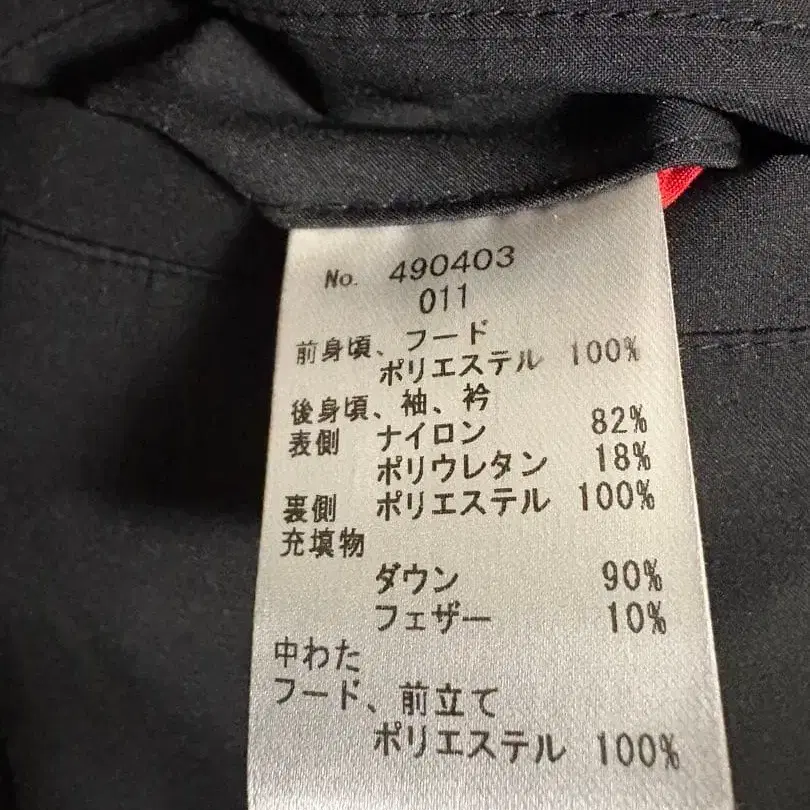 No. 490403
011
前身頃、フード
ポリエステル 100%
後身頃、袖、衿
表側 ナイロン 82%
ポリウレタン 18%
裏側 ポリエステル 100%
充填物
ダウン 90%
フェザー 10%
中わた
フード、前立て
ポリエステル 100%